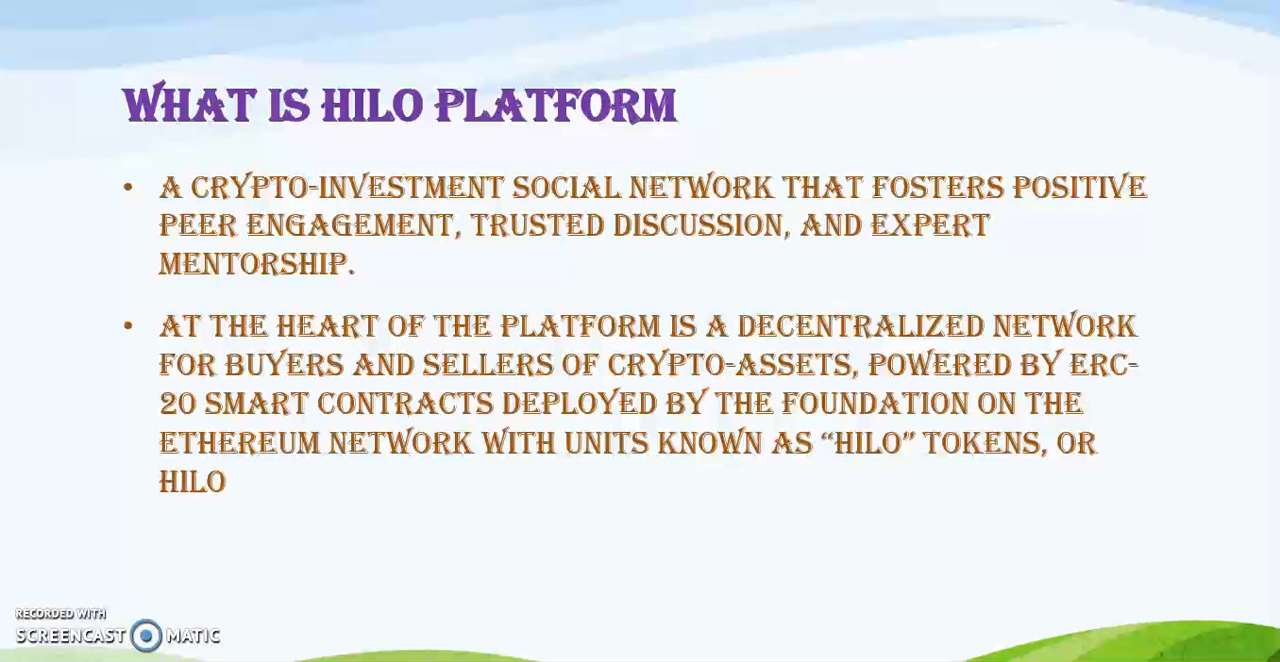 WHAT IS HILO PLATFORM
• A CRYPTO-INVESTMENT SOCIAL NETWORK THAT FOSTERS POSITIVE
PEER ENGAGEMENT, TRUSTED DISCUSSION, AND EXPERT
MENTORSHIP.
• AT THE HEART OF THE PLATFORM IS A DECENTRALIZED NETWORK
FOR BUYERS AND SELLERS OF CRYPTO-ASSETS, POWERED BY ERC-
20 SMART CONTRACTS DEPLOYED BY THE FOUNDATION ON THE
ETHEREUM NETWORK WITH UNITS KNOWN AS “HILO” TOKENS, OR
HILO
RECORDED WITH
SCREENCAST MATIC